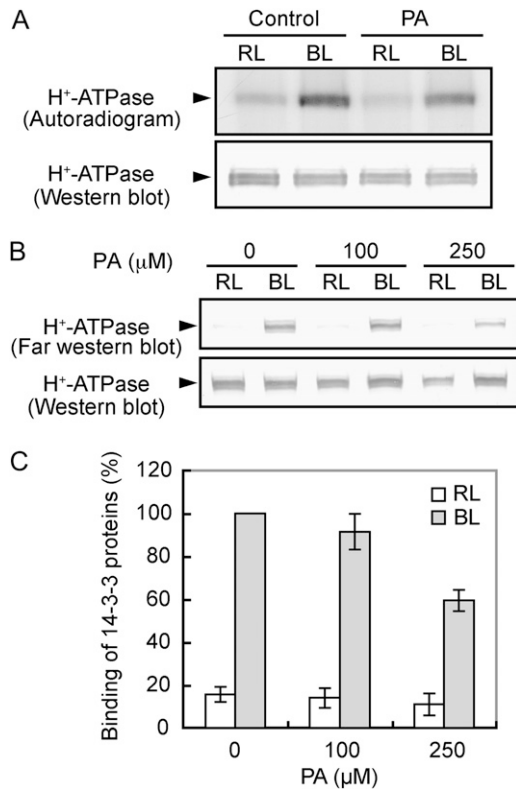 A
Control PA
RL BL RL BL
H+-ATPase
(Autoradiogram)
H+-ATPase
(Western blot)
B
PA (μM) 0 100 250
RL BL RL BL RL BL
H+-ATPase
(Far western blot)
H+-ATPase
(Western blot)
C
Binding of 14-3-3 proteins (%)
120
100
80
60
40
20
0
RL
BL
0 100 250
PA (μM)